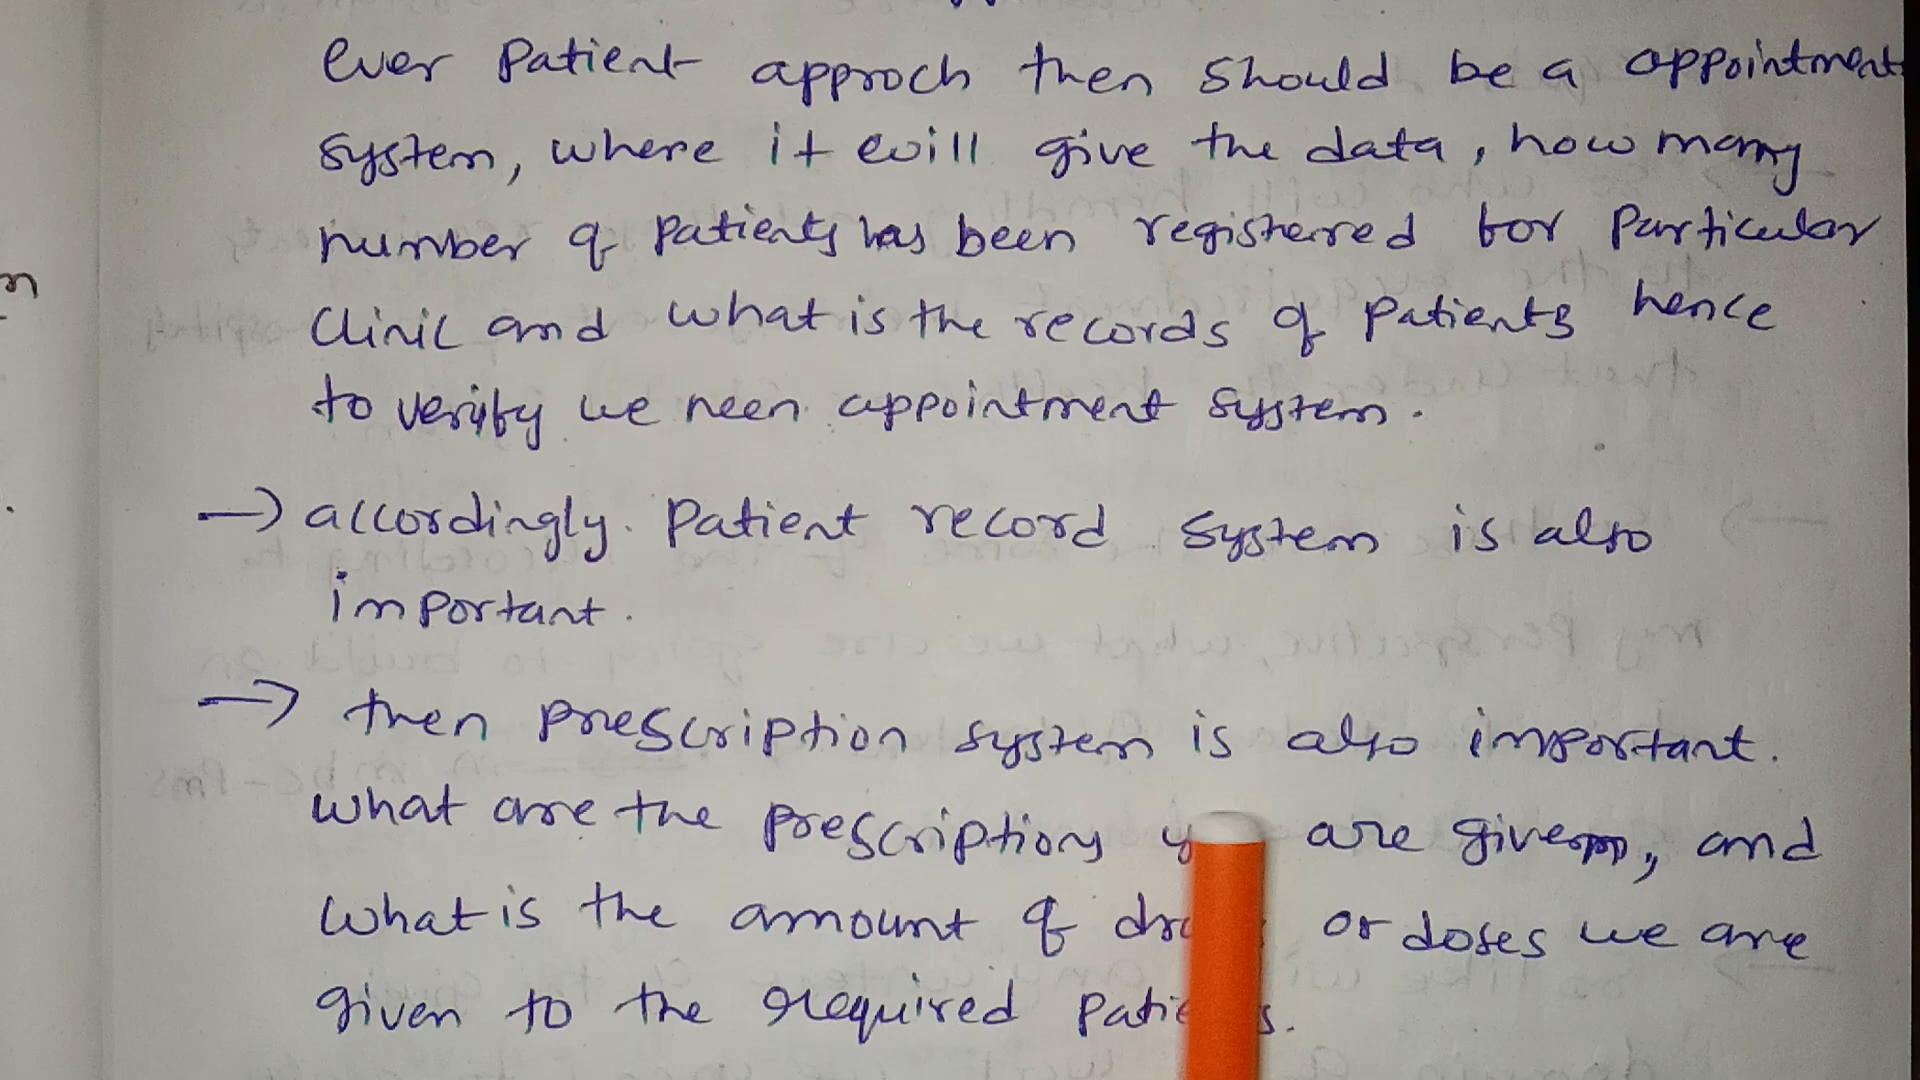 ever patient approch then should be a appointment
system, where it will give the data, how many
number of patients has been registerred for particular
clinic and what is the records of patients hence
to verify we neen appointment system.
→ accordingly. patient record system is also
important.
→ then prescription system is also important.
what are the prescriptions are given, and
what is the amount of or doses we are
given to the required